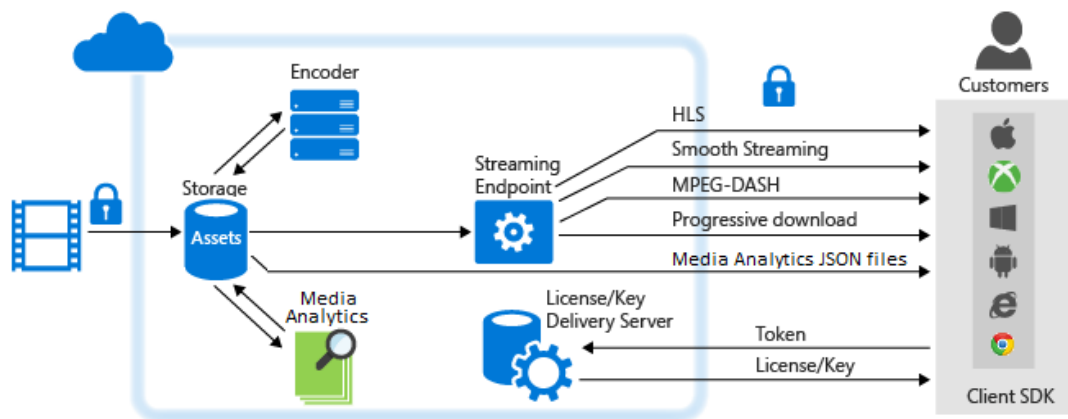 Customers
Encoder
HLS
Smooth Streaming
Streaming
Endpoint
MPEG-DASH
Storage
Progressive download
Assets
Media Analytics JSON files
Media
Analytics
License/Key
Delivery Server
Token
License/Key
Client SDK